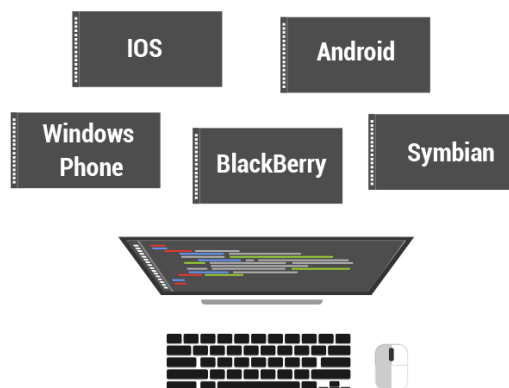 IOS
Android
Windows
Phone
BlackBerry
Symbian